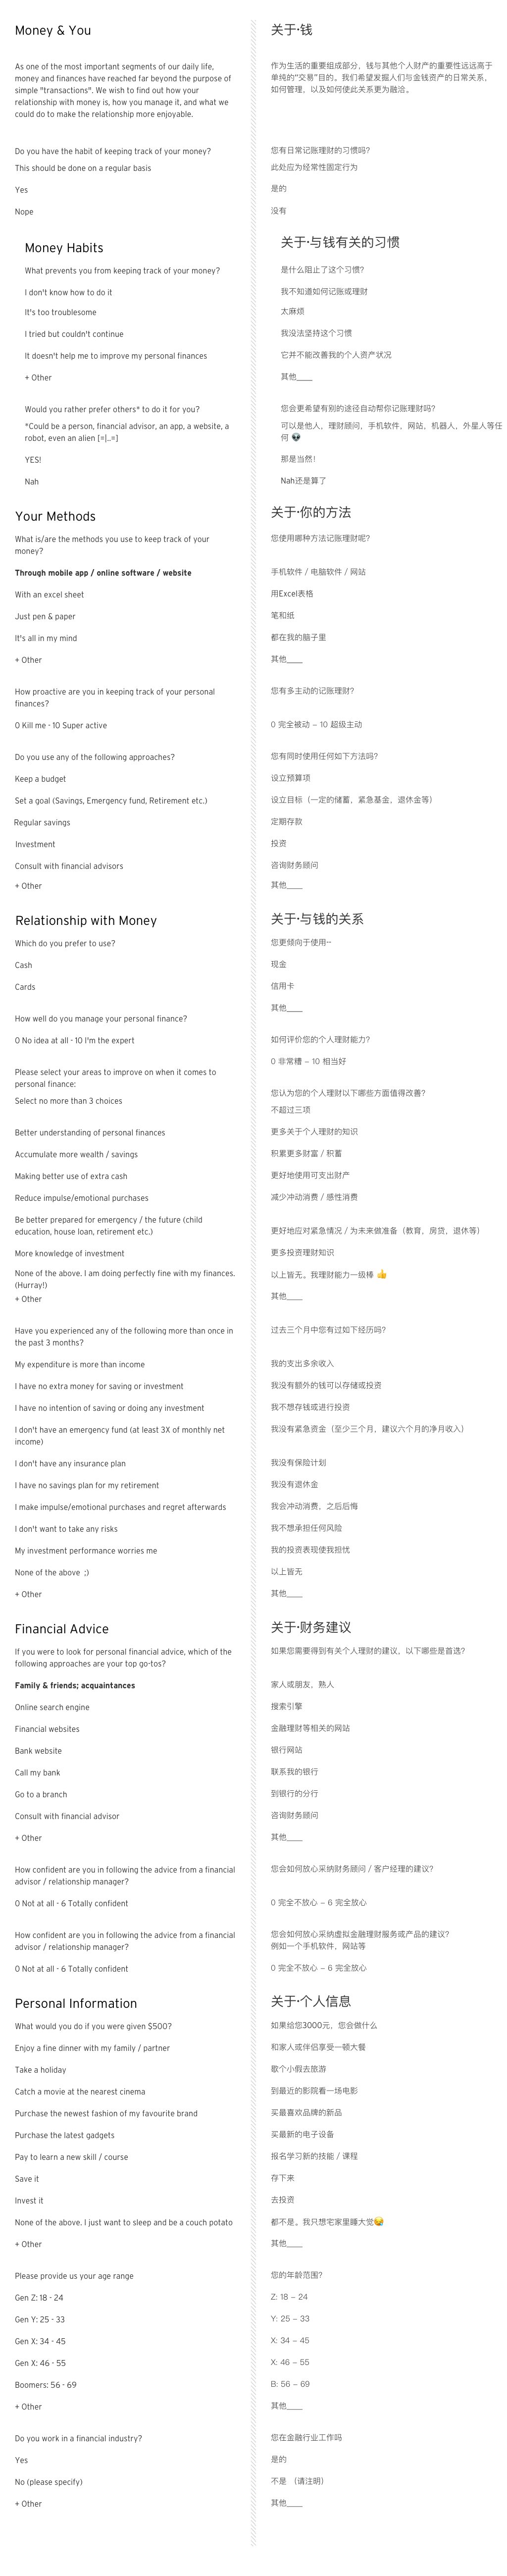 Money & You
As one of the most important segments of our daily life,
money and finances have reached far beyond the purpose of
simple "transactions". We wish to find out how your
relationship with money is, how you manage it, and what we
could do to make the relationship more enjoyable.
Do you have the habit of keeping track of your money?
This should be done on a regular basis
Yes
Nope
Money Habits
What prevents you from keeping track of your money?
I don't know how to do it
It's too troublesome
I tried but couldn't continue
It doesn't help me to improve my personal finances
+ Other
Would you rather prefer others* to do it for you?
*Could be a person, financial advisor, an app, a website, a
robot, even an alien [=|..=]
YES!
Nah
Your Methods
What is/are the methods you use to keep track of your
money?
Through mobile app / online software / website
With an excel sheet
Just pen & paper
It's all in my mind
+ Other
How proactive are you in keeping track of your personal
finances?
0 Kill me - 10 Super active
Do you use any of the following approaches?
Keep a budget
Set a goal (Savings, Emergency fund, Retirement etc.)
Regular savings
Investment
Consult with financial advisors
+ Other
Relationship with Money
Which do you prefer to use?
Cash
Cards
How well do you manage your personal finance?
0 No idea at all - 10 I'm the expert
Please select your areas to improve on when it comes to
personal finance:
Select no more than 3 choices
Better understanding of personal finances
Accumulate more wealth / savings
Making better use of extra cash
Reduce impulse/emotional purchases
Be better prepared for emergency / the future (child
education, house loan, retirement etc.)
More knowledge of investment
None of the above. I am doing perfectly fine with my finances.
(Hurray!)
+ Other
Have you experienced any of the following more than once in
the past 3 months?
My expenditure is more than income
I have no extra money for saving or investment
I have no intention of saving or doing any investment
I don't have an emergency fund (at least 3X of monthly net
income)
I don't have any insurance plan
I have no savings plan for my retirement
I make impulse/emotional purchases and regret afterwards
I don't want to take any risks
My investment performance worries me
None of the above ;)
+ Other
Financial Advice
If you were to look for personal financial advice, which of the
following approaches are your top go-tos?
Family & friends; acquaintances
Online search engine
Financial websites
Bank website
Call my bank
Go to a branch
Consult with financial advisor
+ Other
How confident are you in following the advice from a financial
advisor / relationship manager?
0 Not at all - 6 Totally confident
How confident are you in following the advice from a financial
advisor / relationship manager?
0 Not at all - 6 Totally confident
Personal Information
What would you do if you were given $500?
Enjoy a fine dinner with my family / partner
Take a holiday
Catch a movie at the nearest cinema
Purchase the newest fashion of my favourite brand
Purchase the latest gadgets
Pay to learn a new skill / course
Save it
Invest it
None of the above. I just want to sleep and be a couch potato
+ Other
Please provide us your age range
Gen Z: 18 - 24
Gen Y: 25 - 33
Gen X: 34 - 45
Gen X: 46 - 55
Boomers: 56 - 69
+ Other
Do you work in a financial industry?
Yes
No (please specify)
+ Other
关于·钱
作为生活的重要组成部分，钱与其他个人财产的重要性远远高于
单纯的“交易”目的。我们希望发掘人们与金钱资产的日常关系，
如何管理，以及如何使此关系更为融洽。
您有日常记账理财的习惯吗?
此处应为经常性固定行为
是的
没有
关于·与钱有关的习惯
是什么阻止了这个习惯?
我不知道如何记账或理财
太麻烦
我没法坚持这个习惯
它并不能改善我的个人资产状况
其他____
您会更希望有别的途径自动帮你记账理财吗?
可以是他人，理财顾问，手机软件，网站，机器人，外星人等任
何 👽
那是当然！
Nah还是算了
关于·你的方法
您使用哪种方法记账理财呢?
手机软件 / 电脑软件 / 网站
用Excel表格
笔和纸
都在我的脑子里
其他____
您有多主动的记账理财?
0 完全被动 – 10 超级主动
您有同时使用任何如下方法吗?
设立预算项
设立目标（一定的储蓄，紧急基金，退休金等）
定期存款
投资
咨询财务顾问
其他____
关于·与钱的关系
您更倾向于使用--
现金
信用卡
其他____
如何评价您的个人理财能力?
0 非常糟 – 10 相当好
您认为您的个人理财以下哪些方面值得改善?
不超过三项
更多关于个人理财的知识
积累更多财富 / 积蓄
更好地使用可支出财产
减少冲动消费 / 感性消费
更好地应对紧急情况 / 为未来做准备（教育，房贷，退休等）
更多投资理财知识
以上皆无。我理财能力一级棒 👍
其他____
过去三个月中您有过如下经历吗?
我的支出多余收入
我没有额外的钱可以存储或投资
我不想存钱或进行投资
我没有紧急资金（至少三个月，建议六个月的净月收入）
我没有保险计划
我没有退休金
我会冲动消费，之后后悔
我不想承担任何风险
我的投资表现使我担忧
以上皆无
其他____
关于·财务建议
如果您需要得到有关个人理财的建议，以下哪些是首选?
家人或朋友，熟人
搜索引擎
金融理财等相关的网站
银行网站
联系我的银行
到银行的分行
咨询财务顾问
其他____
您会如何放心采纳财务顾问 / 客户经理的建议?
0 完全不放心 – 6 完全放心
您会如何放心采纳虚拟金融理财服务或产品的建议?
例如一个手机软件，网站等
0 完全不放心 – 6 完全放心
关于·个人信息
如果给您3000元，您会做什么
和家人或伴侣享受一顿大餐
歇个小假去旅游
到最近的影院看一场电影
买最喜欢品牌的新品
买最新的电子设备
报名学习新的技能 / 课程
存下来
去投资
都不是。我只想宅家里睡大觉😪
其他____
您的年龄范围?
Z: 18 – 24
Y: 25 – 33
X: 34 – 45
X: 46 – 55
B: 56 – 69
其他____
您在金融行业工作吗
是的
不是 （请注明）
其他____